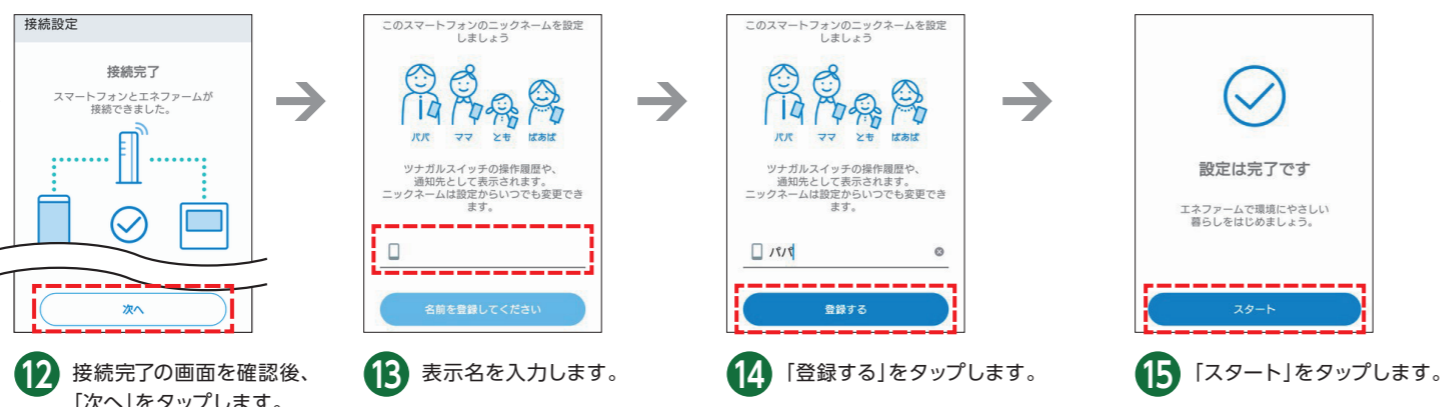 接続設定
接続完了
スマートフォンとエネファームが
接続できました。
次へ
⑫ 接続完了の画面を確認後、
「次へ」をタップします。
このスマートフォンのニックネームを設定
しましょう
パパ ママ とも ばあば
ツナガルスイッチの操作履歴や、
通知先として表示されます。
ニックネームは設定からいつでも変更でき
ます。
名前を登録してください
⑬ 表示名を入力します。
このスマートフォンのニックネームを設定
しましょう
パパ ママ とも ばあば
ツナガルスイッチの操作履歴や、
通知先として表示されます。
ニックネームは設定からいつでも変更でき
ます。
パパ
登録する
⑭ 「登録する」をタップします。
設定は完了です
エネファームで環境にやさしい
暮らしをはじめましょう。
スタート
⑮ 「スタート」をタップします。